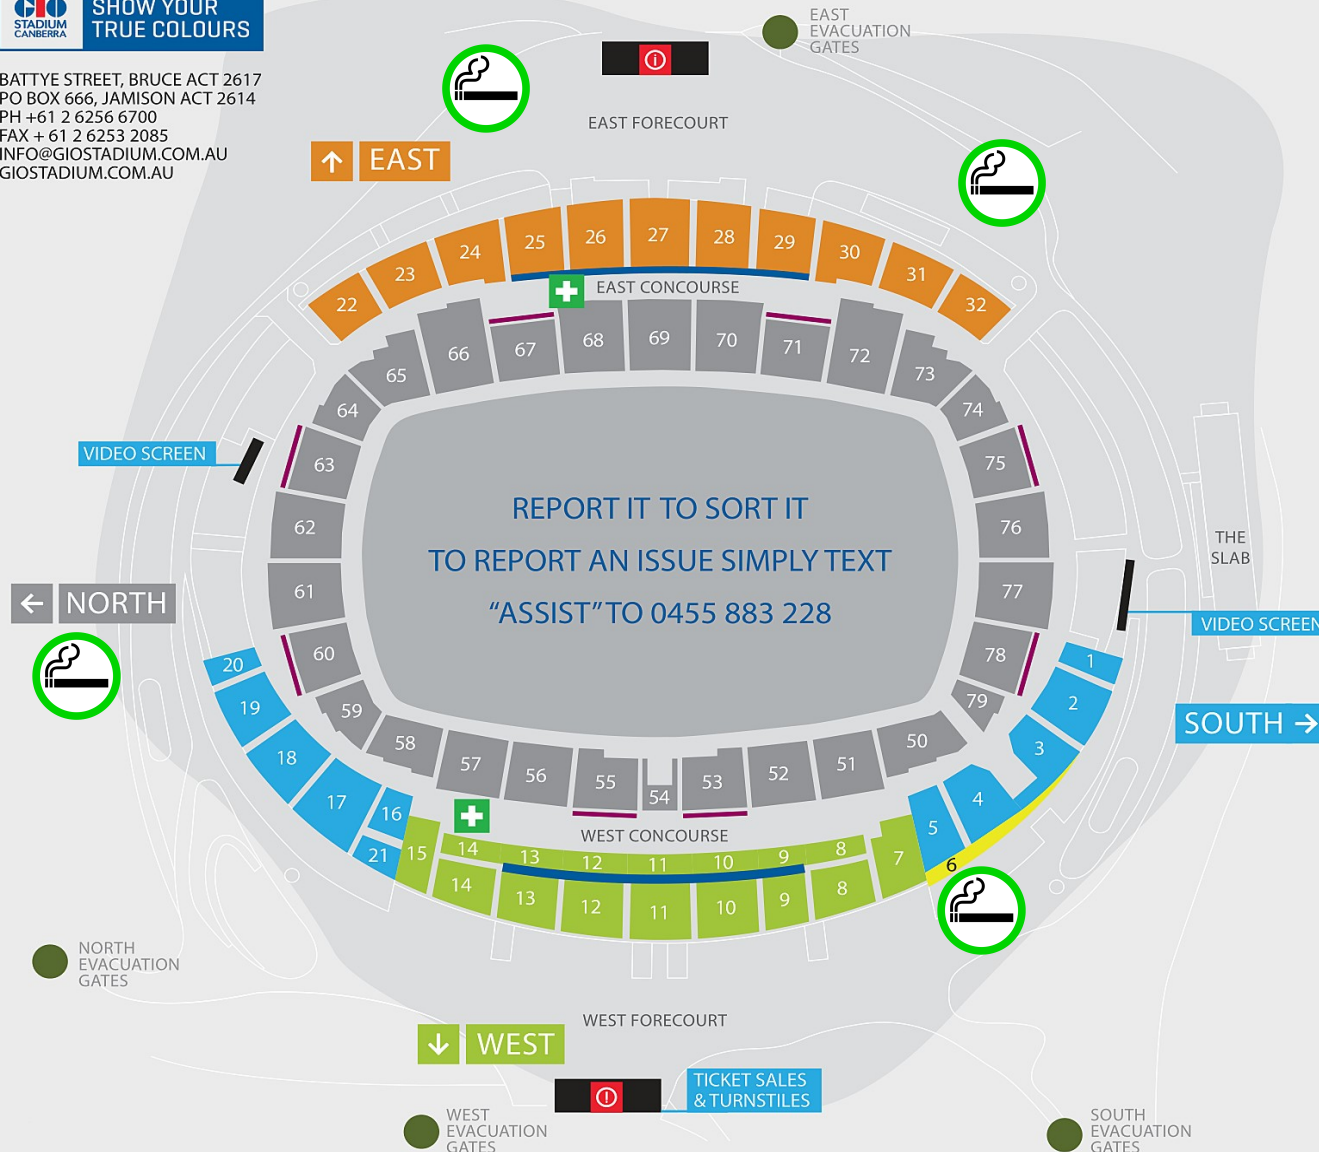 GIO
STADIUM
CANBERRA
SHOW YOUR
TRUE COLOURS
BATTYE STREET, BRUCE ACT 2617
PO BOX 666, JAMISON ACT 2614
PH +61 2 6256 6700
FAX + 61 2 6253 2085
INFO@GIOSTADIUM.COM.AU
GIOSTADIUM.COM.AU
EAST
EVACUATION
GATES
EAST FORECOURT
↑ EAST
22
23
24
25
26
27
28
29
30
31
32
EAST CONCOURSE
64
65
66
67
68
69
70
71
72
73
74
VIDEO SCREEN
63
75
62
76
61
77
60
78
59
79
REPORT IT TO SORT IT
TO REPORT AN ISSUE SIMPLY TEXT
“ASSIST” TO 0455 883 228
THE
SLAB
← NORTH
VIDEO SCREEN
SOUTH →
20
19
18
17
16
21
1
2
3
4
5
6
58
57
56
55
54
53
52
51
50
WEST CONCOURSE
15
14
13
12
11
10
9
8
7
14
13
12
11
10
9
8
NORTH
EVACUATION
GATES
WEST FORECOURT
↓ WEST
TICKET SALES
& TURNSTILES
WEST
EVACUATION
GATES
SOUTH
EVACUATION
GATES